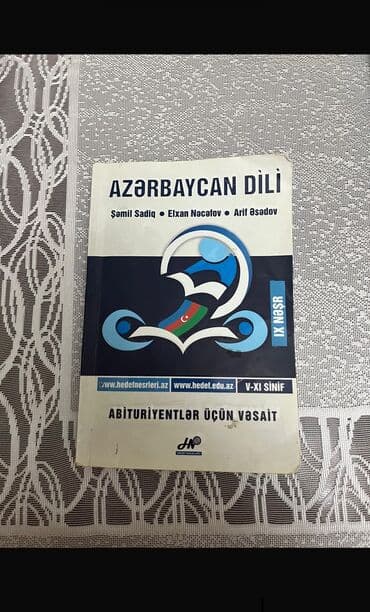 AZƏRBAYCAN DİLİ
Şəmil Sadiq • Elxan Nəcəfov • Arif Əsədov
IX NƏŞR
www.hedefnesrleri.az www.hedef.edu.az V-XI SİNİF
ABİTURİYENTLƏR ÜÇÜN VƏSAİT